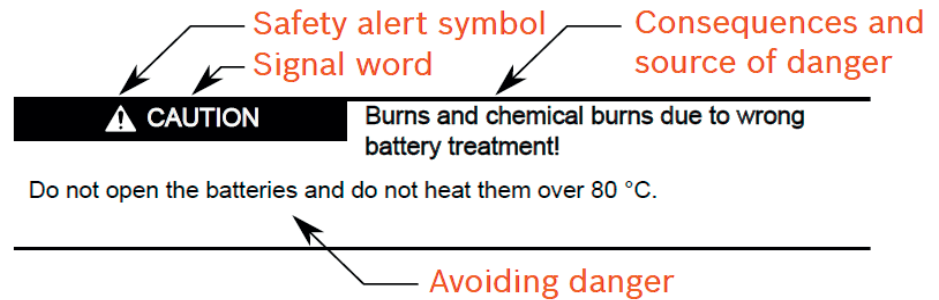 Safety alert symbol
Signal word
Consequences and
source of danger
CAUTION
Burns and chemical burns due to wrong
battery treatment!
Do not open the batteries and do not heat them over 80 °C.
Avoiding danger